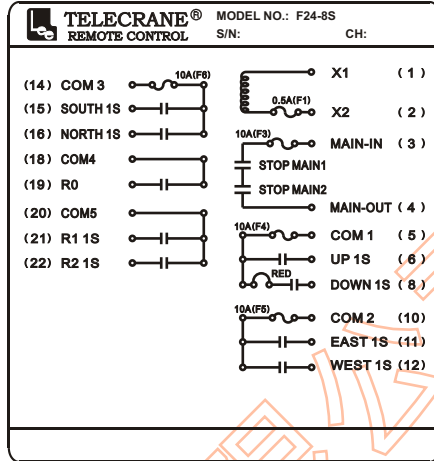 TELECRANE® MODEL NO.: F24-8S
REMOTE CONTROL S/N: CH:
10A(F6)
(14) COM 3
(15) SOUTH 1S
(16) NORTH 1S
(18) COM4
(19) R0
(20) COM5
(21) R1 1S
(22) R2 1S
X1 ( 1 )
0.5A(F1)
X2 ( 2 )
10A(F3)
MAIN-IN ( 3 )
STOP MAIN1
STOP MAIN2
MAIN-OUT ( 4 )
10A(F4)
COM 1 ( 5 )
UP 1S ( 6 )
RED
DOWN 1S ( 8 )
10A(F5)
COM 2 (10)
EAST 1S (11)
WEST 1S (12)